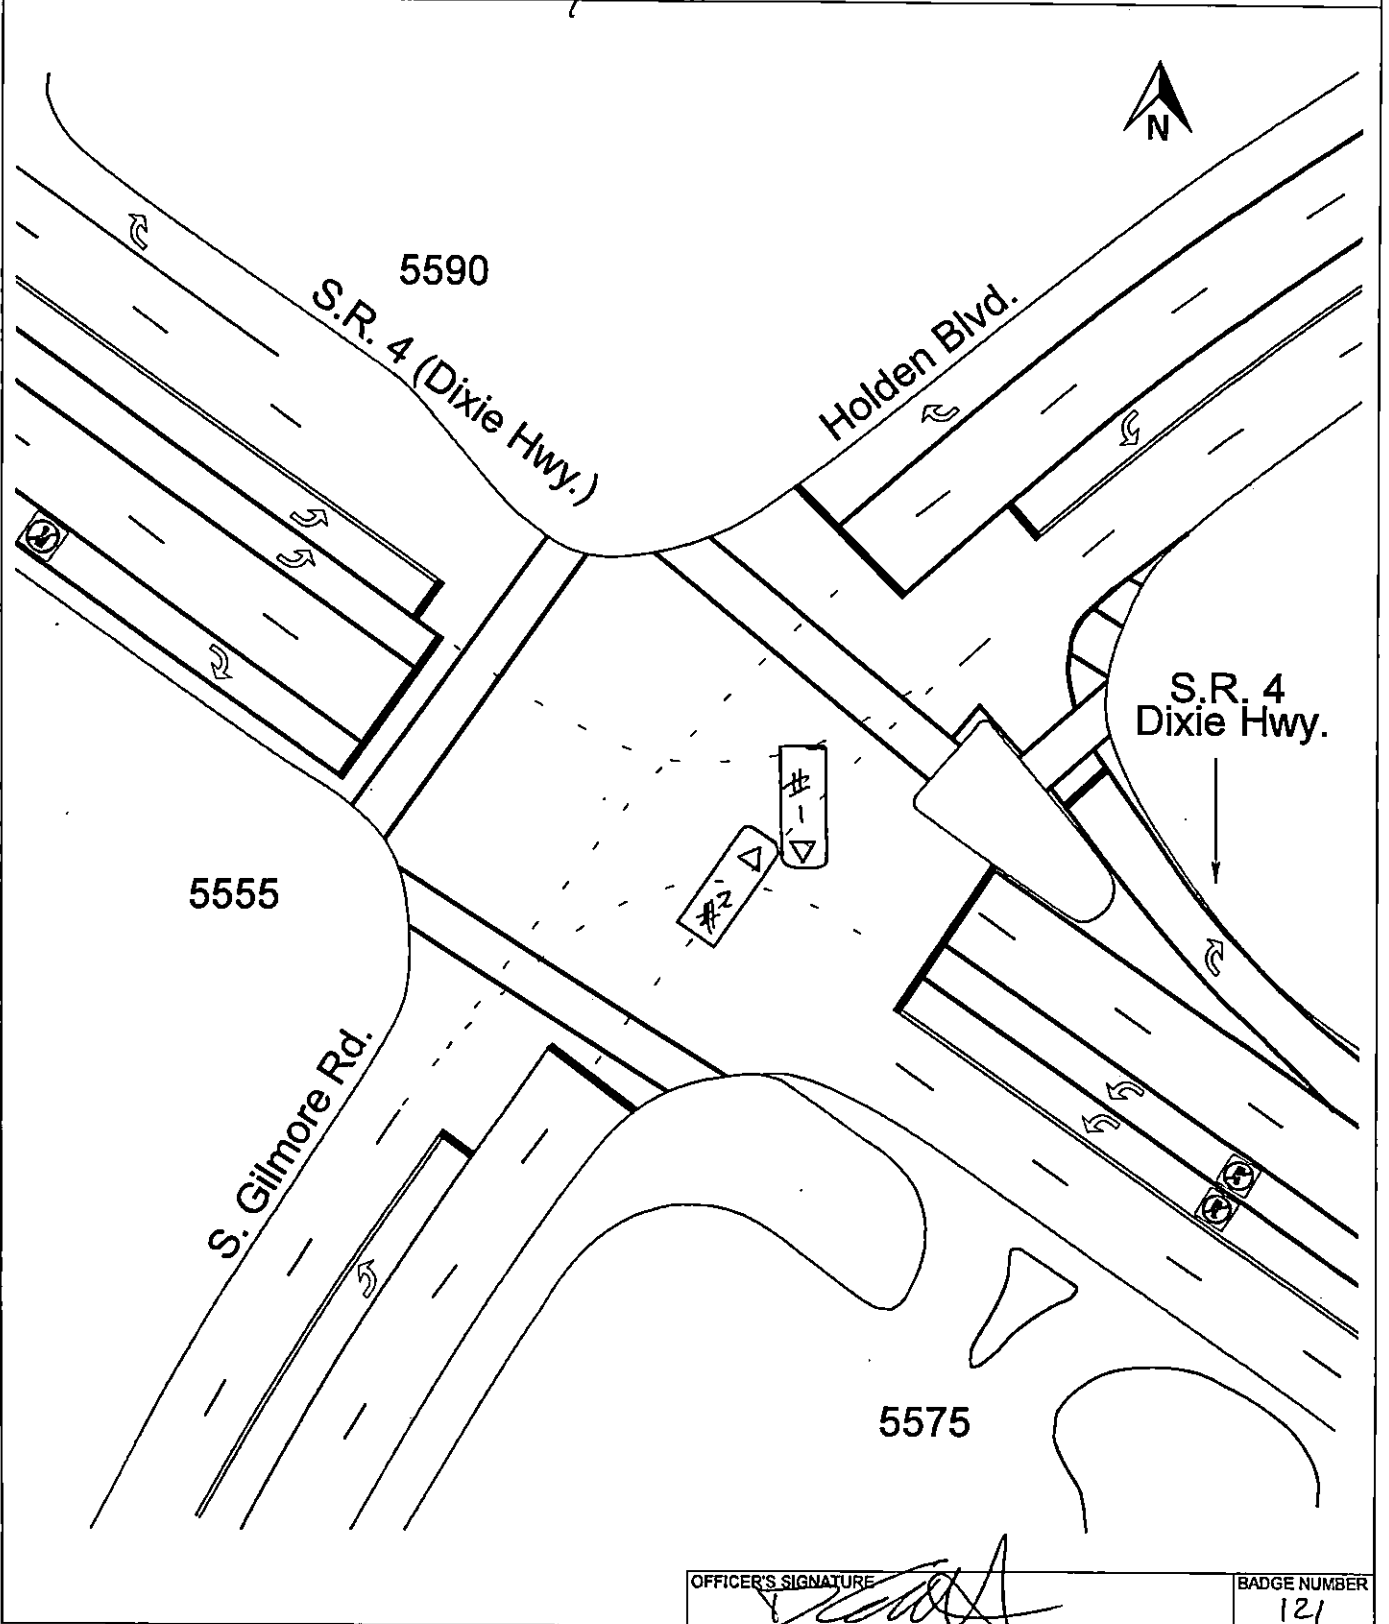 N
5590
S.R. 4 (Dixie Hwy.)
Holden Blvd.
S.R. 4
Dixie Hwy.
#1
#2
5555
S. Gilmore Rd.
5575
OFFICER'S SIGNATURE
BADGE NUMBER
121